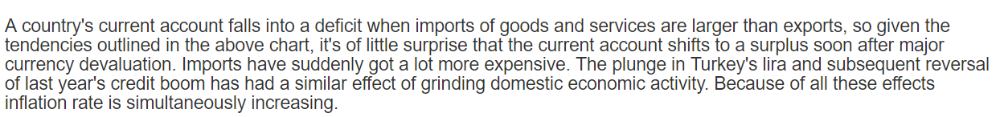 A country's current account falls into a deficit when imports of goods and services are larger than exports, so given the
tendencies outlined in the above chart, it's of little surprise that the current account shifts to a surplus soon after major
currency devaluation. Imports have suddenly got a lot more expensive. The plunge in Turkey's lira and subsequent reversal
of last year's credit boom has had a similar effect of grinding domestic economic activity. Because of all these effects
inflation rate is simultaneously increasing.